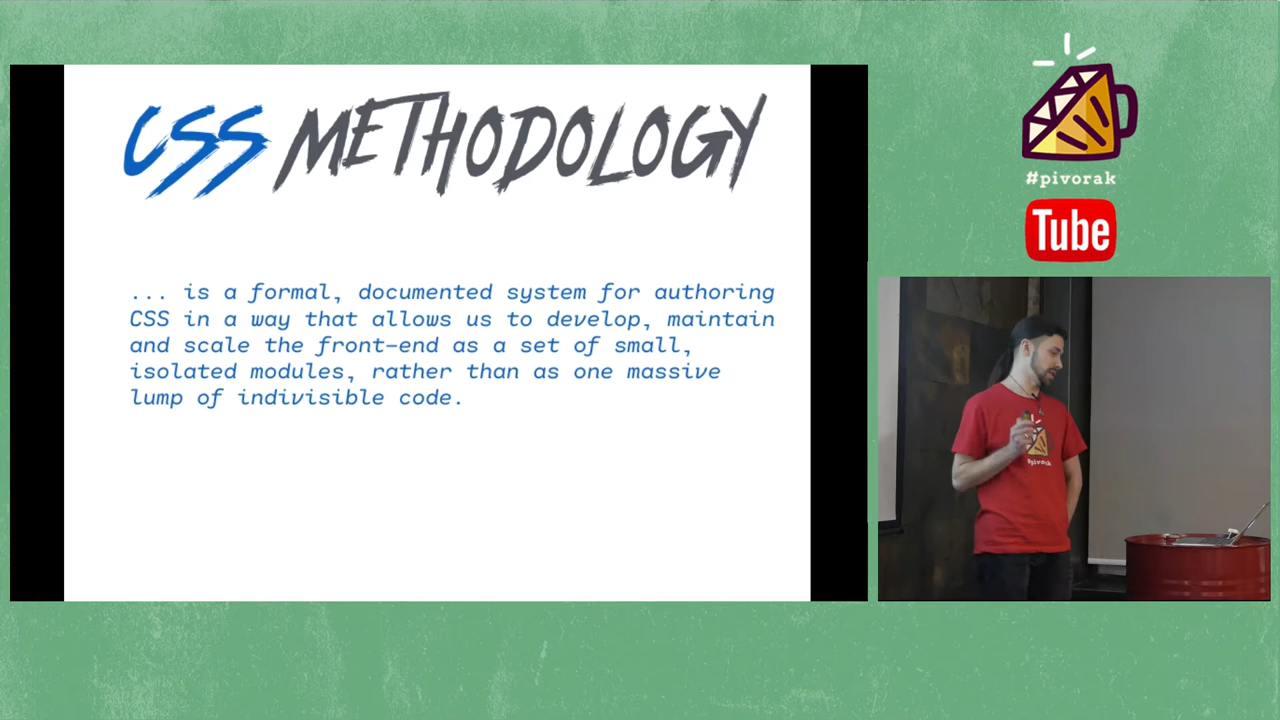 CSS METHODOLOGY
... is a formal, documented system for authoring
CSS in a way that allows us to develop, maintain
and scale the front-end as a set of small,
isolated modules, rather than as one massive
lump of indivisible code.
#pivorak
Tube
#pivorak